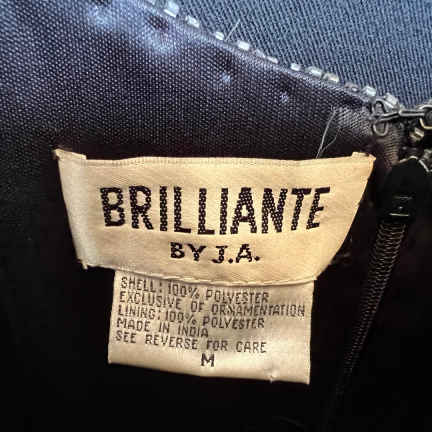 BRILLIANTE
BY J.A.
SHELL: 100% POLYESTER
EXCLUSIVE OF ORNAMENTATION
LINING: 100% POLYESTER
MADE IN INDIA
SEE REVERSE FOR CARE
M